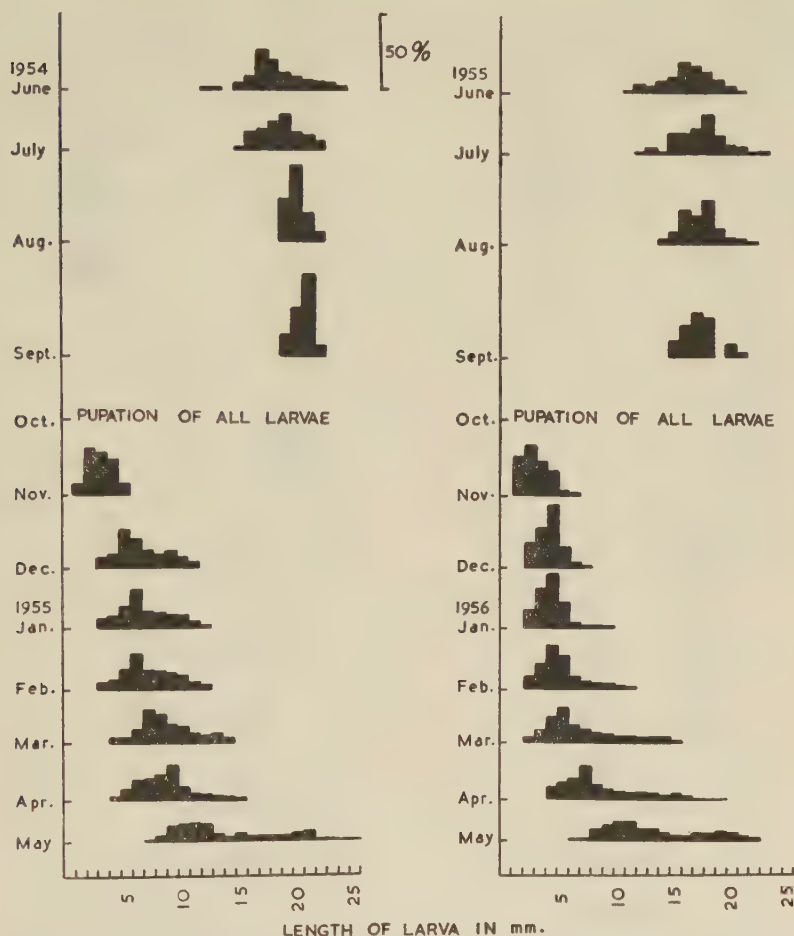 50%
1954
June
July
Aug.
Sept.
Oct. PUPATION OF ALL LARVAE
Nov.
Dec.
1955
Jan.
Feb.
Mar.
Apr.
May
5 10 15 20 25
1955
June
July
Aug.
Sept.
Oct. PUPATION OF ALL LARVAE
Nov.
Dec.
1956
Jan.
Feb.
Mar.
Apr.
May
5 10 15 20 25
LENGTH OF LARVA IN mm.